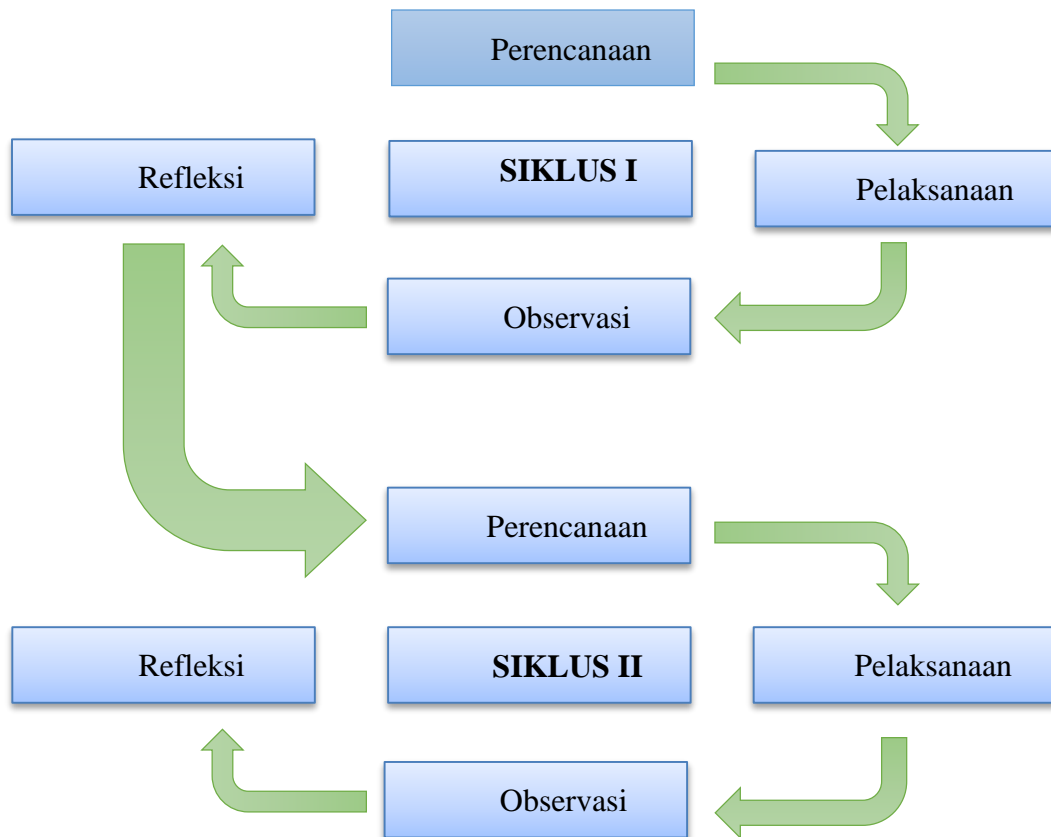 Perencanaan
Refleksi
SIKLUS I
Pelaksanaan
Observasi
Perencanaan
Refleksi
SIKLUS II
Pelaksanaan
Observasi